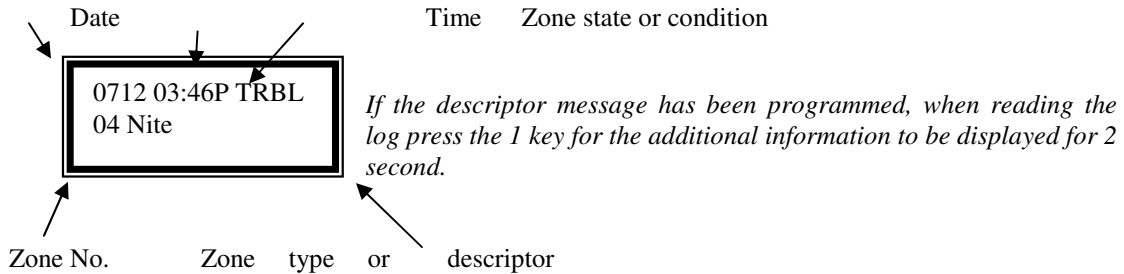 Date Time Zone state or condition
0712 03:46P TRBL
04 Nite
If the descriptor message has been programmed, when reading the
log press the 1 key for the additional information to be displayed for 2
second.
Zone No. Zone type or descriptor